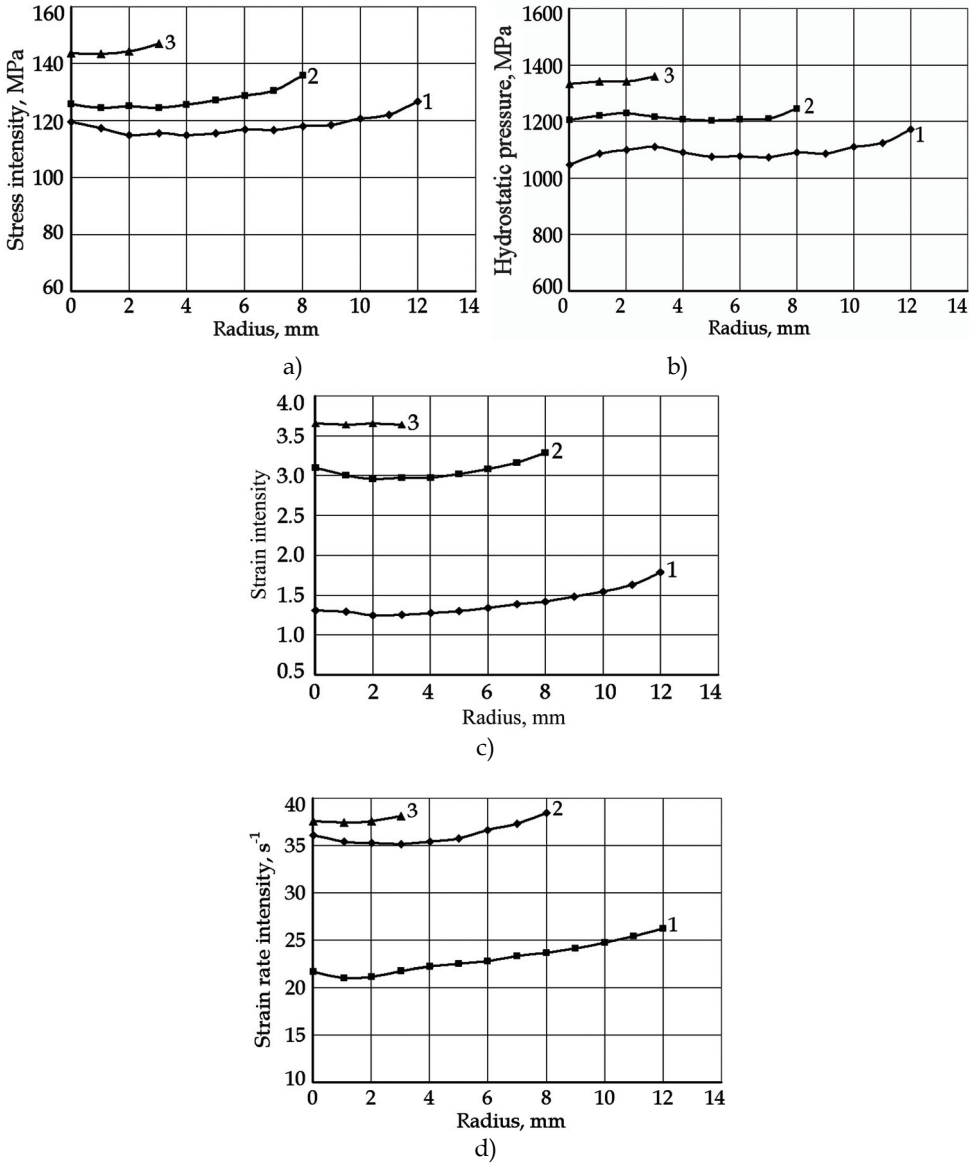 Stress intensity, MPa
160
140
120
100
80
60
0 2 4 6 8 10 12 14
Radius, mm
3
2
1
a)
Hydrostatic pressure, MPa
1600
1400
1200
1000
800
600
0 2 4 6 8 10 12 14
Radius, mm
3
2
1
b)
Strain intensity
4.0
3.5
3.0
2.5
2.0
1.5
1.0
0.5
0 2 4 6 8 10 12 14
Radius, mm
3
2
1
c)
Strain rate intensity, s⁻¹
40
35
30
25
20
15
10
0 2 4 6 8 10 12 14
Radius, mm
3
2
1
d)